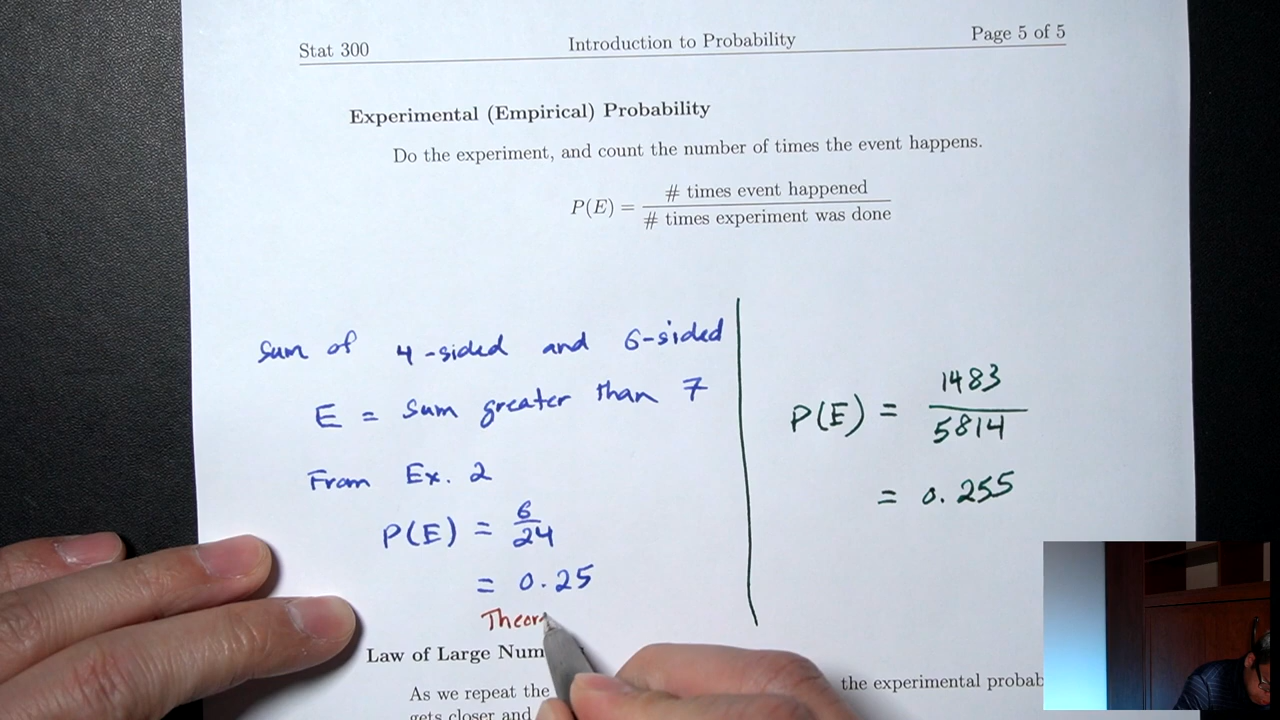 Stat 300 Introduction to Probability Page 5 of 5
Experimental (Empirical) Probability
Do the experiment, and count the number of times the event happens.
P(E) = # times event happened / # times experiment was done
Sum of 4-sided and 6-sided
E = Sum greater than 7
From Ex. 2
P(E) = 6/24
= 0.25
Theor
P(E) = 1483/5814
= 0.255
Law of Large Num
As we repeat the the experimental probab
gets closer and